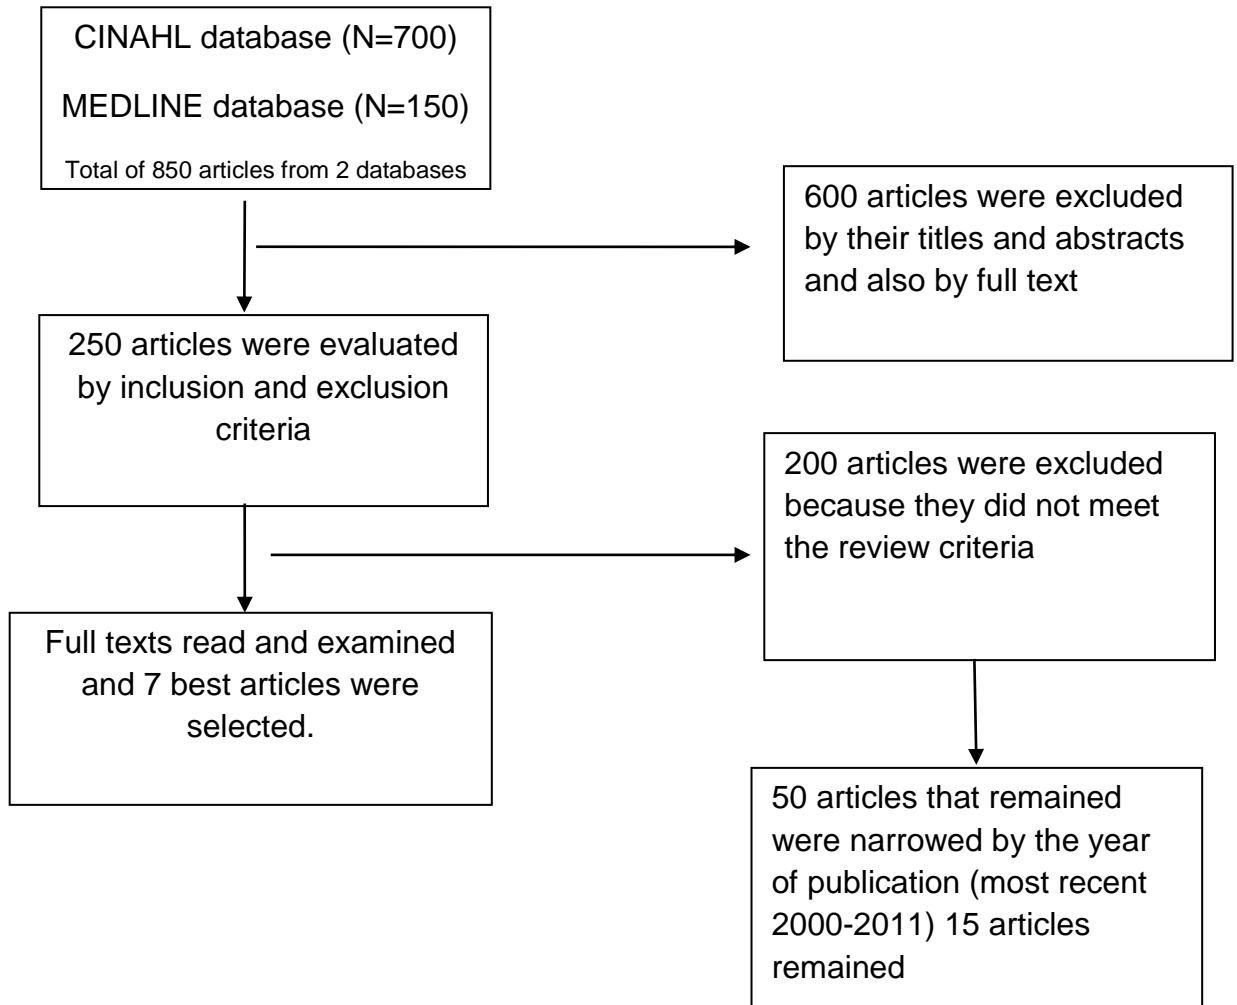 CINAHL database (N=700)
MEDLINE database (N=150)
Total of 850 articles from 2 databases
600 articles were excluded
by their titles and abstracts
and also by full text
250 articles were evaluated
by inclusion and exclusion
criteria
200 articles were excluded
because they did not meet
the review criteria
Full texts read and examined
and 7 best articles were
selected.
50 articles that remained
were narrowed by the year
of publication (most recent
2000-2011) 15 articles
remained